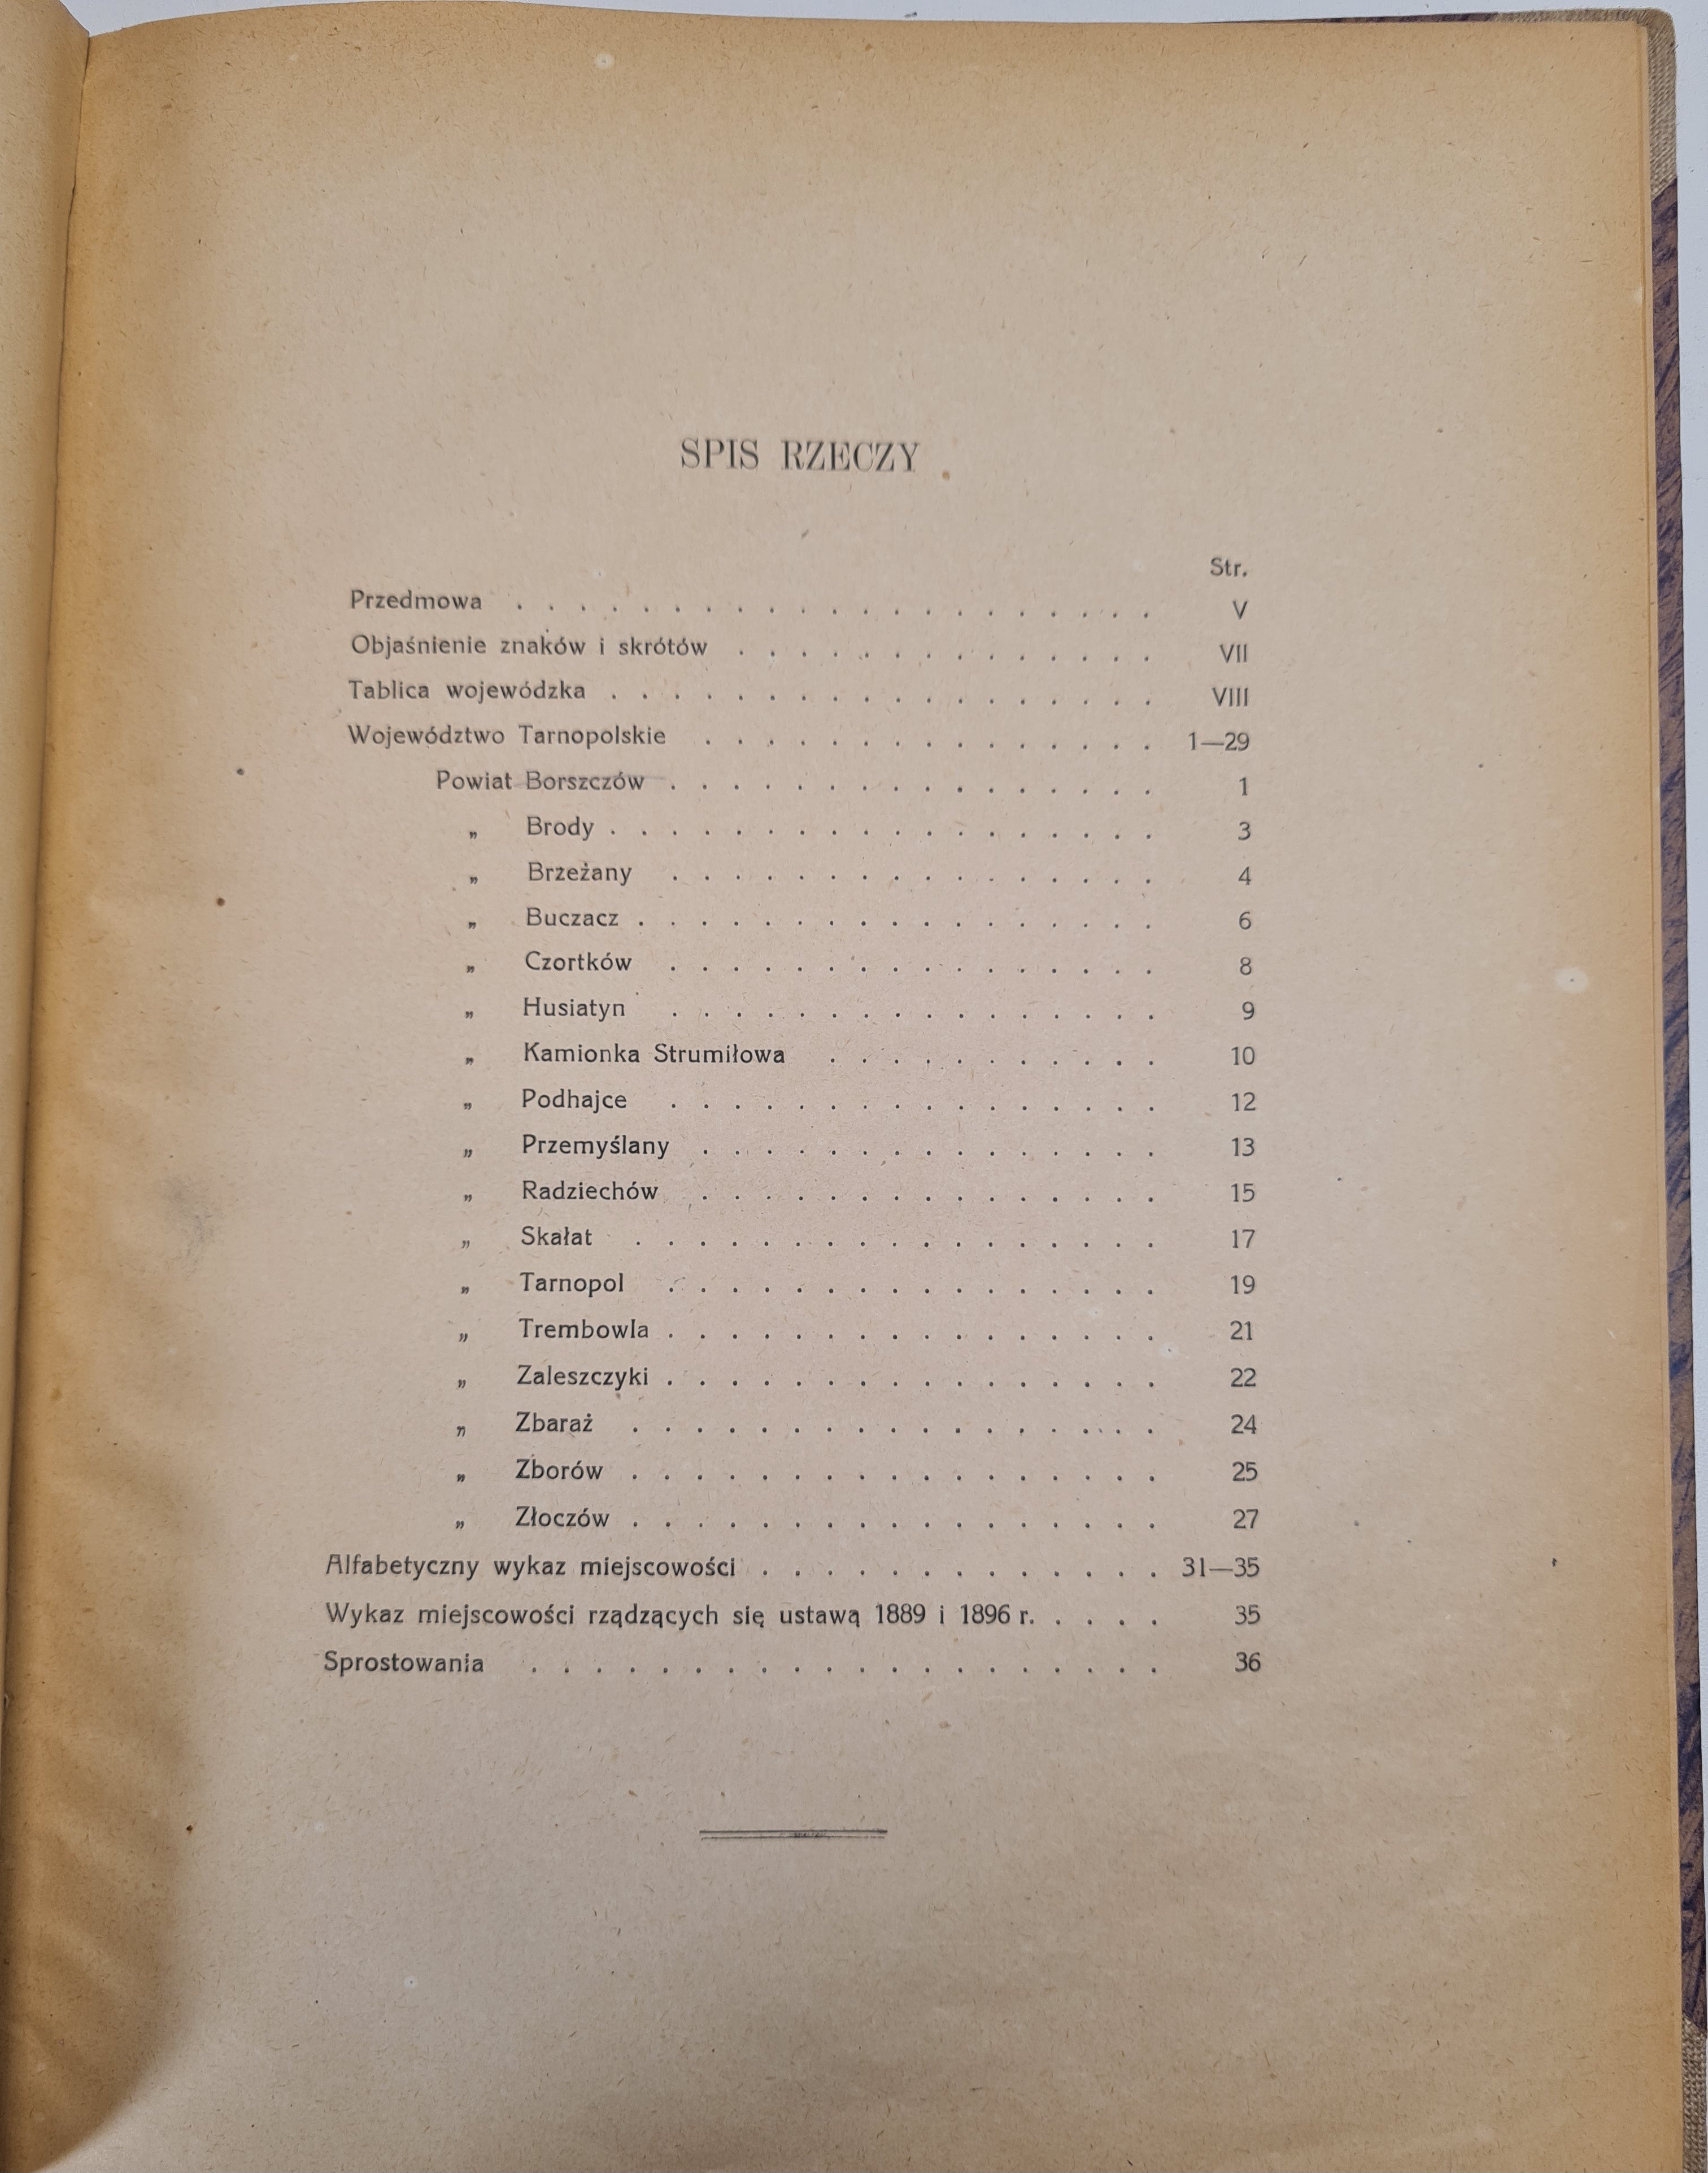 SPIS RZECZY
Str.
Przedmowa . . . . . . . . . . . . . . . . . . . . . V
Objaśnienie znaków i skrótów . . . . . . . . . . . . . . VII
Tablica wojewódzka . . . . . . . . . . . . . . . . . . VIII
Województwo Tarnopolskie . . . . . . . . . . . . . . . 1—29
Powiat Borszczów . . . . . . . . . . . . . . . . 1
„ Brody . . . . . . . . . . . . . . . . . . 3
„ Brzeżany . . . . . . . . . . . . . . . . 4
„ Buczacz . . . . . . . . . . . . . . . . . 6
„ Czortków . . . . . . . . . . . . . . . . 8
„ Husiatyn . . . . . . . . . . . . . . . . 9
„ Kamionka Strumiłowa . . . . . . . . . . . 10
„ Podhajce . . . . . . . . . . . . . . . . 12
„ Przemyślany . . . . . . . . . . . . . . . 13
„ Radziechów . . . . . . . . . . . . . . . 15
„ Skałat . . . . . . . . . . . . . . . . . 17
„ Tarnopol . . . . . . . . . . . . . . . . 19
„ Trembowla . . . . . . . . . . . . . . . . 21
„ Zaleszczyki . . . . . . . . . . . . . . . . 22
„ Zbaraż . . . . . . . . . . . . . . . . . 24
„ Zborów . . . . . . . . . . . . . . . . . 25
„ Złoczów . . . . . . . . . . . . . . . . . 27
Alfabetyczny wykaz miejscowości . . . . . . . . . . . . . 31—35
Wykaz miejscowości rządzących się ustawą 1889 i 1896 r. . . . . 35
Sprostowania . . . . . . . . . . . . . . . . . . . . 36